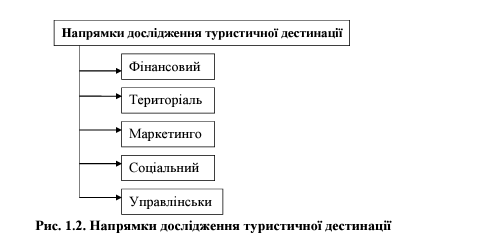 Напрямки дослідження туристичної дестинації
Фінансовий
Територіаль
Маркетинго
Соціальний
Управлінськи
Рис. 1.2. Напрямки дослідження туристичної дестинації